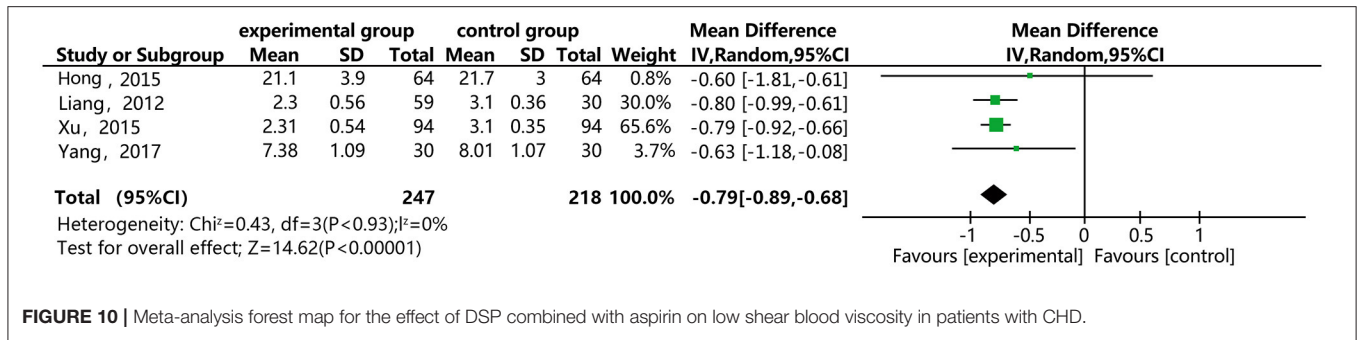 experimental group control group Mean Difference Mean Difference
Study or Subgroup Mean SD Total Mean SD Total Weight IV,Random,95%CI IV,Random,95%CI
Hong , 2015 21.1 3.9 64 21.7 3 64 0.8% -0.60 [-1.81,-0.61]
Liang, 2012 2.3 0.56 59 3.1 0.36 30 30.0% -0.80 [-0.99,-0.61]
Xu, 2015 2.31 0.54 94 3.1 0.35 94 65.6% -0.79 [-0.92,-0.66]
Yang, 2017 7.38 1.09 30 8.01 1.07 30 3.7% -0.63 [-1.18,-0.08]
Total (95%CI) 247 218 100.0% -0.79[-0.89,-0.68]
Heterogeneity: Chiᶻ=0.43, df=3(P<0.93);Iᶻ=0%
Test for overall effect; Z=14.62(P<0.00001)
-1 -0.5 0 0.5 1
Favours [experimental] Favours [control]
FIGURE 10 | Meta-analysis forest map for the effect of DSP combined with aspirin on low shear blood viscosity in patients with CHD.